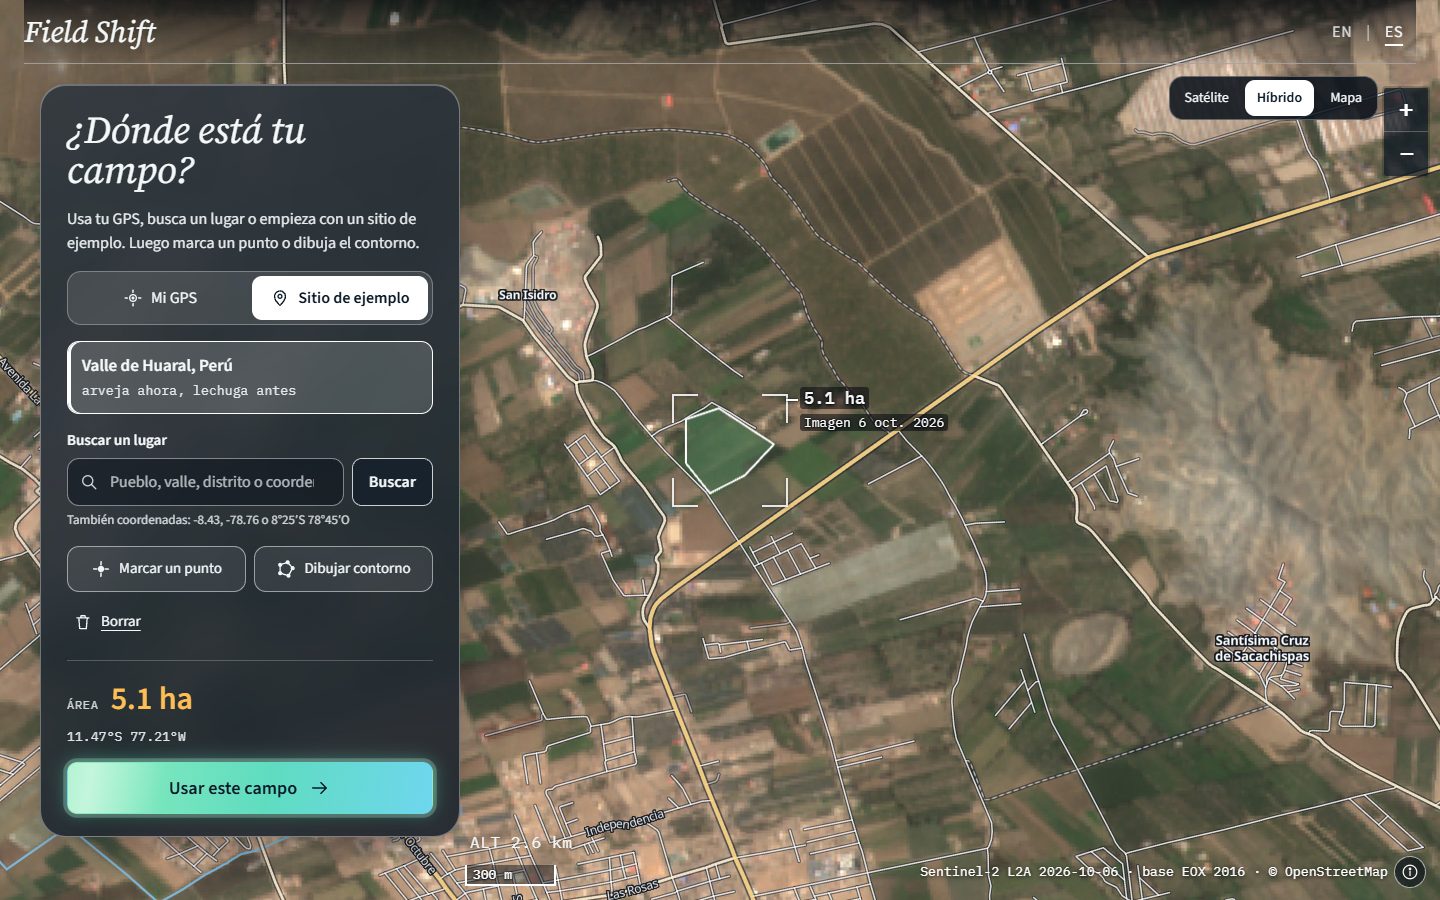 Field Shift
EN | ES
Satélite Híbrido Mapa
+
−
¿Dónde está tu
campo?
Usa tu GPS, busca un lugar o empieza con un sitio de
ejemplo. Luego marca un punto o dibuja el contorno.
Mi GPS
Sitio de ejemplo
Valle de Huaral, Perú
arveja ahora, lechuga antes
Buscar un lugar
Pueblo, valle, distrito o coorde
Buscar
También coordenadas: -8.43, -78.76 o 8°25'S 78°45'O
Marcar un punto
Dibujar contorno
Borrar
ÁREA 5.1 ha
11.47°S 77.21°W
Usar este campo →
San Isidro
5.1 ha
Imagen 6 oct. 2026
Santísima Cruz
de Sacachispas
Avenida La
Octubre
Independencia
Las Rosas
ALT 2.6 km
300 m
Sentinel-2 L2A 2026-10-06 · base EOX 2016 · © OpenStreetMap